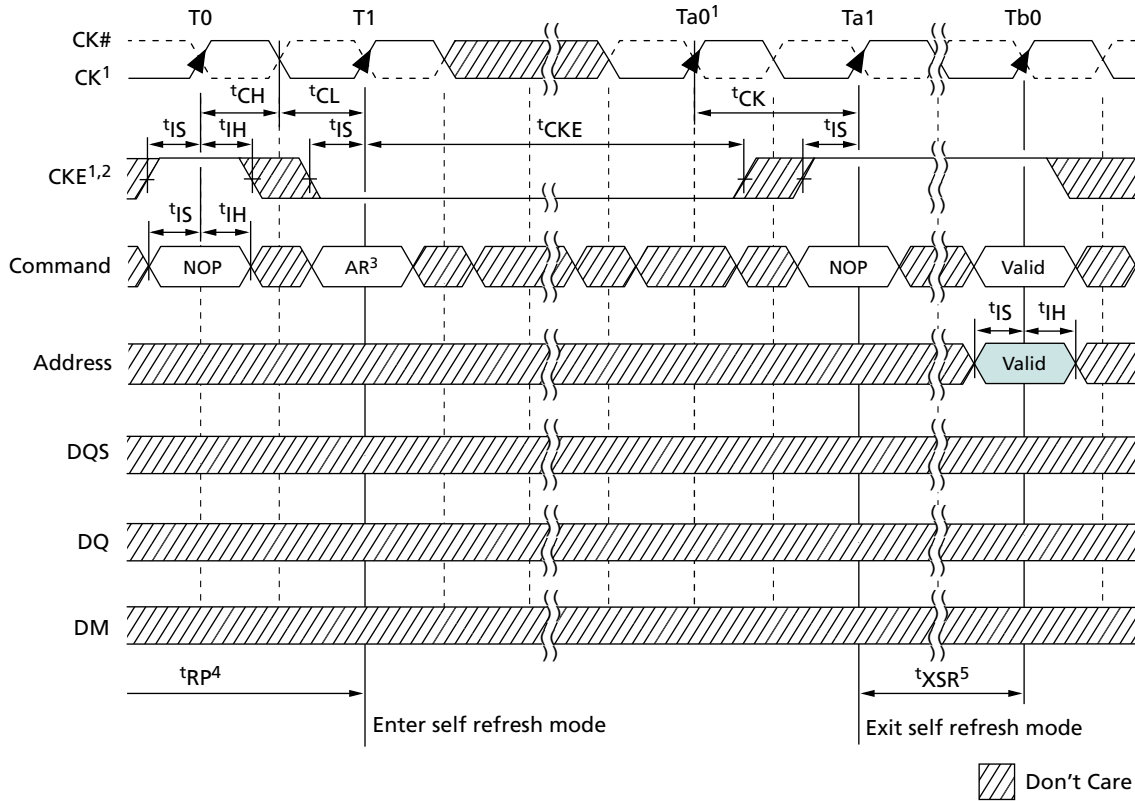 T0 T1 Ta0¹ Ta1 Tb0
CK#
CK¹
tCH tCL tCK
tIS tIH tIS tCKE tIS
CKE1,2
tIS tIH
Command NOP AR³ NOP Valid
tIS tIH
Address Valid
DQS
DQ
DM
tRP⁴ tXSR⁵
Enter self refresh mode Exit self refresh mode
Don't Care